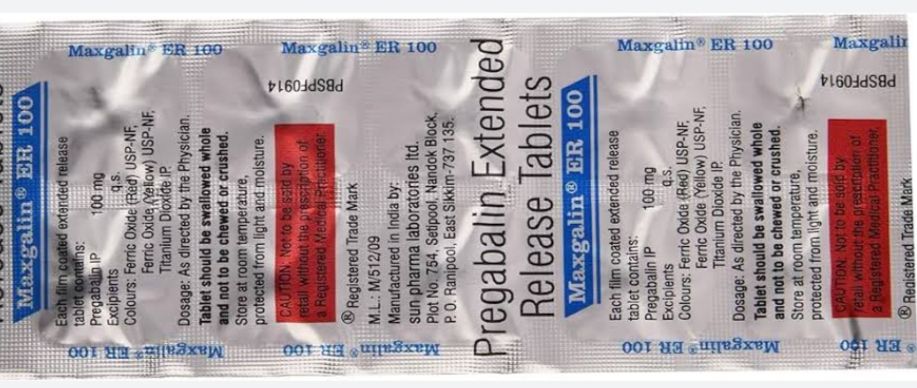 Maxgalin® ER 100
Maxgalin® ER 100
Maxgalin® ER 100
Maxgalin® ER 100
Each film coated extended release
tablet contains:
Pregabalin IP 100 mg
Excipients q.s.
Colours: Ferric Oxide (Red) USP-NF,
Ferric Oxide (Yellow) USP-NF,
Titanium Dioxide IP.
Dosage: As directed by the Physician.
Tablet should be swallowed whole
and not to be chewed or crushed.
Store at room temperature,
protected from light and moisture.
PBSPF0914
CAUTION: Not to be sold by
retail without the prescription of
a Registered Medical Practitioner.
® Registered Trade Mark
M.L.: M/512/09
Manufactured in India by:
sun pharma laboratories ltd.
Plot No. 754, Setipool, Nandok Block,
P. O. Ranipool, East Sikkim-737 135.
Pregabalin Extended
Release Tablets
Maxgalin® ER 100
Each film coated extended release
tablet contains:
Pregabalin IP 100 mg
Excipients q.s.
Colours: Ferric Oxide (Red) USP-NF,
Ferric Oxide (Yellow) USP-NF,
Titanium Dioxide IP.
Dosage: As directed by the Physician.
Tablet should be swallowed whole
and not to be chewed or crushed.
Store at room temperature,
protected from light and moisture.
PBSPF0914
CAUTION: Not to be sold by
retail without the prescription of
a Registered Medical Practitioner.
® Registered Trade Mark
Maxgalin® ER 100
Maxgalin® ER 100
Maxgalin® ER 100
ER 100